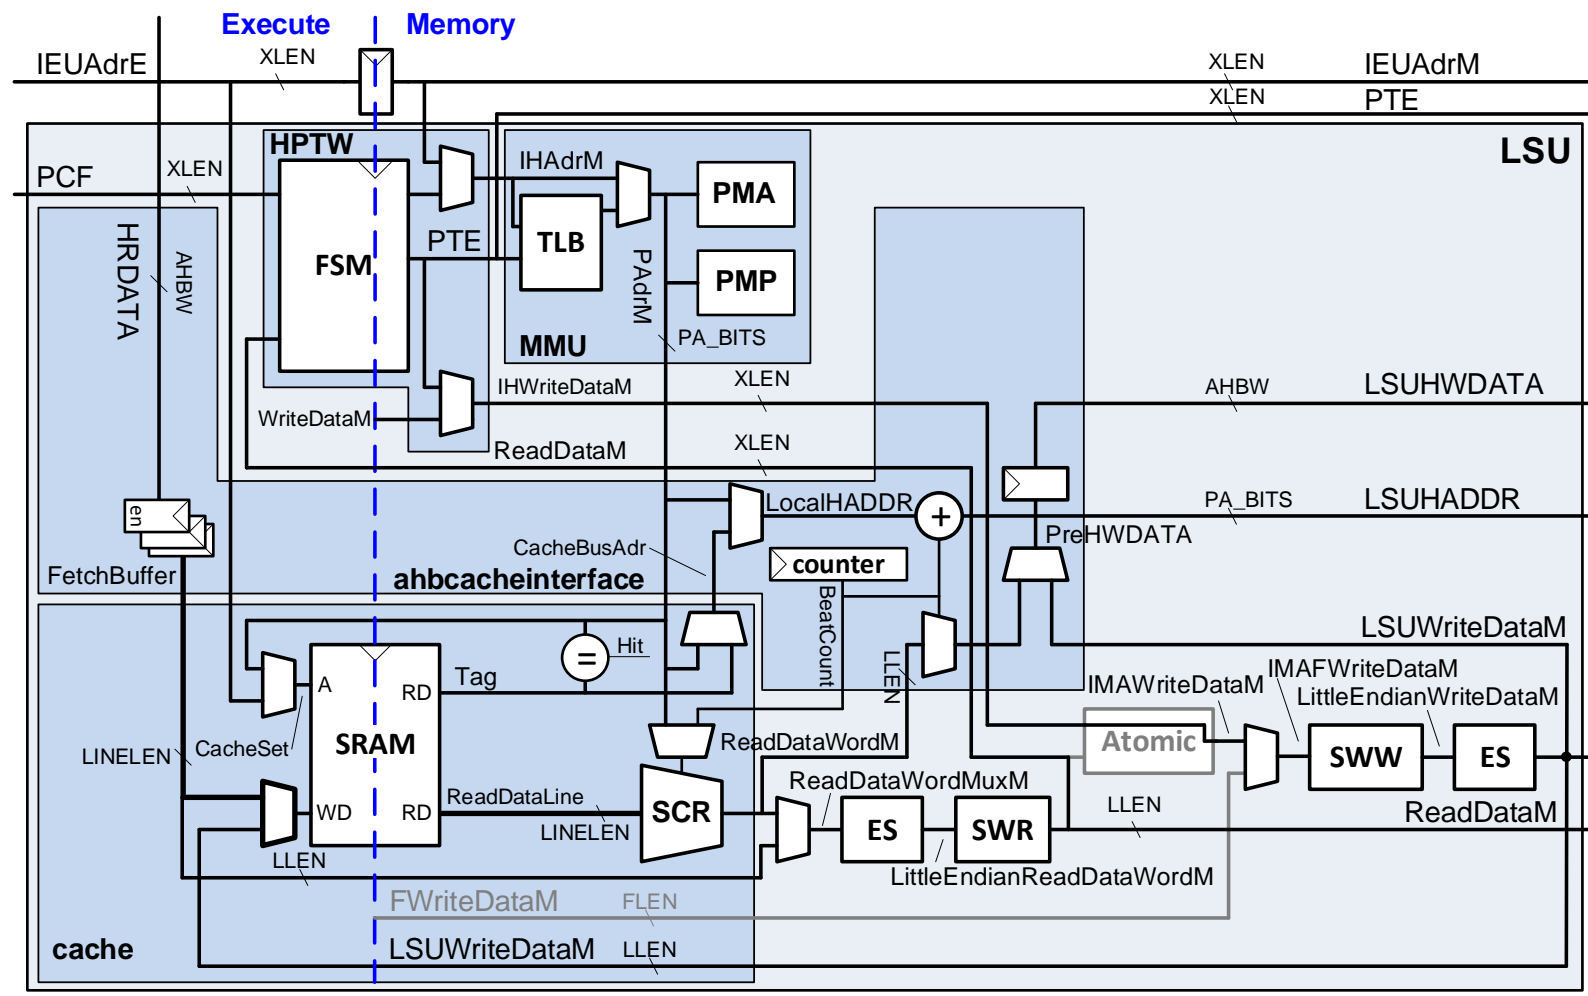 Execute Memory
IEUAdrE XLEN XLEN IEUAdrM
XLEN PTE
HPTW LSU
PCF XLEN IHAdrM
PMA
HRDATA AHBW FSM PTE TLB
PAdrM PMP
MMU PA_BITS
IHWriteDataM XLEN AHBW LSUHWDATA
WriteDataM
ReadDataM XLEN
en LocalHADDR + PA_BITS LSUHADDR
PreHWDATA
CacheBusAdr
FetchBuffer ahbcacheinterface counter
BeatCount
= Hit LSUWriteDataM
A RD Tag LLEN IMAWriteDataM IMAFWriteDataM
LittleEndianWriteDataM
LINELEN CacheSet SRAM ReadDataWordM Atomic SWW ES
ReadDataLine ReadDataWordMuxM
WD RD LINELEN SCR ES SWR LLEN ReadDataM
LLEN LittleEndianReadDataWordM
FWriteDataM FLEN
cache LSUWriteDataM LLEN